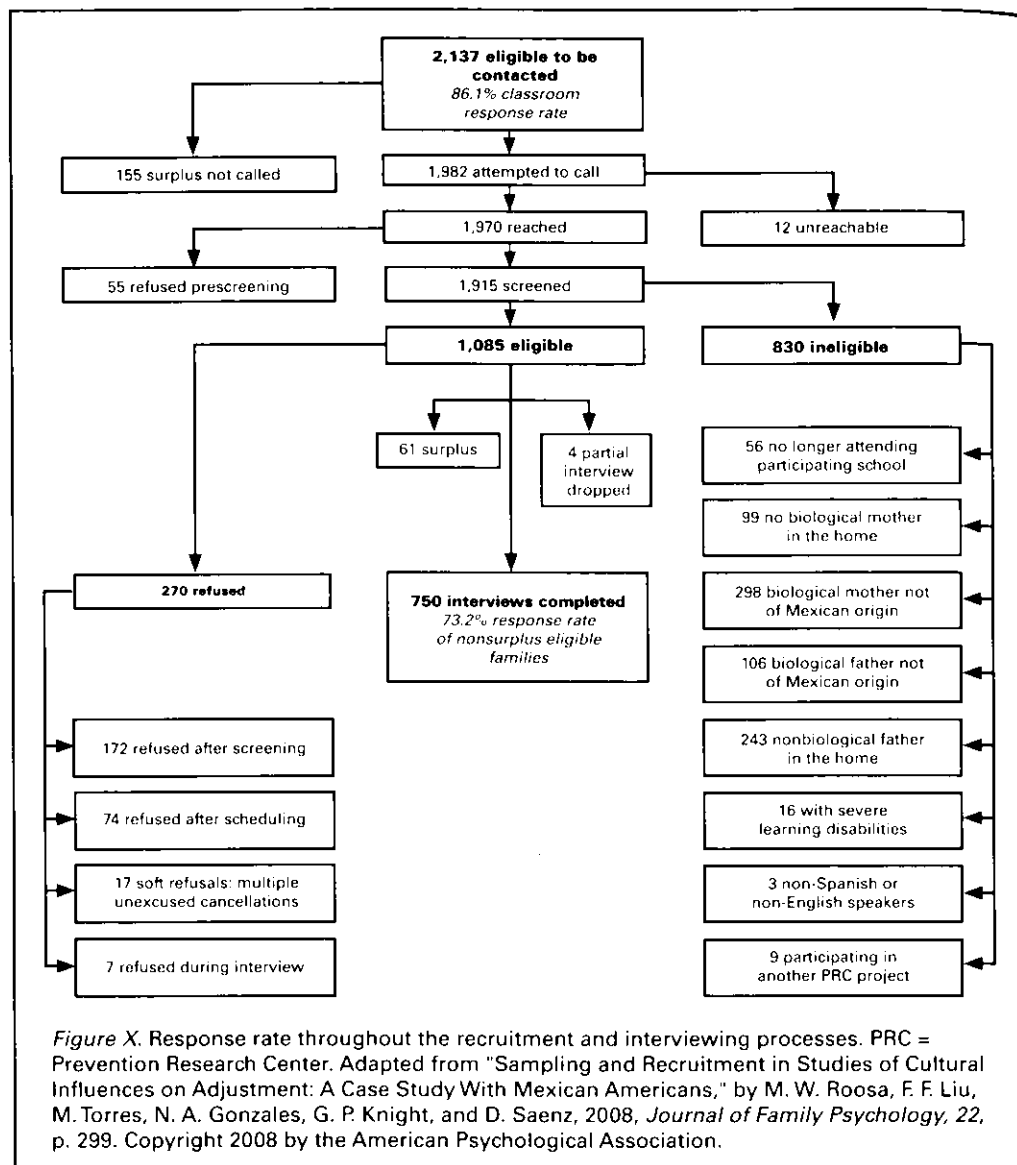 2,137 eligible to be
contacted
86.1% classroom
response rate
155 surplus not called
1,982 attempted to call
1,970 reached
12 unreachable
55 refused prescreening
1,915 screened
1,085 eligible
830 ineligible
61 surplus
4 partial
interview
dropped
56 no longer attending
participating school
99 no biological mother
in the home
270 refused
750 interviews completed
73.2% response rate
of nonsurplus eligible
families
298 biological mother not
of Mexican origin
106 biological father not
of Mexican origin
172 refused after screening
243 nonbiological father
in the home
74 refused after scheduling
16 with severe
learning disabilities
17 soft refusals: multiple
unexcused cancellations
3 non-Spanish or
non-English speakers
7 refused during interview
9 participating in
another PRC project
Figure X. Response rate throughout the recruitment and interviewing processes. PRC =
Prevention Research Center. Adapted from "Sampling and Recruitment in Studies of Cultural
Influences on Adjustment: A Case Study With Mexican Americans," by M. W. Roosa, F. F. Liu,
M. Torres, N. A. Gonzales, G. P. Knight, and D. Saenz, 2008, Journal of Family Psychology, 22,
p. 299. Copyright 2008 by the American Psychological Association.